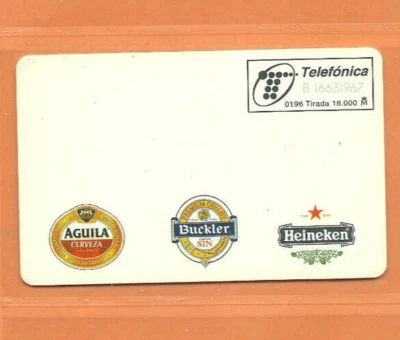 Telefónica
B 16631967
0196 Tirada 18.000
AGUILA
CERVEZA
Buckler
SIN
Heineken